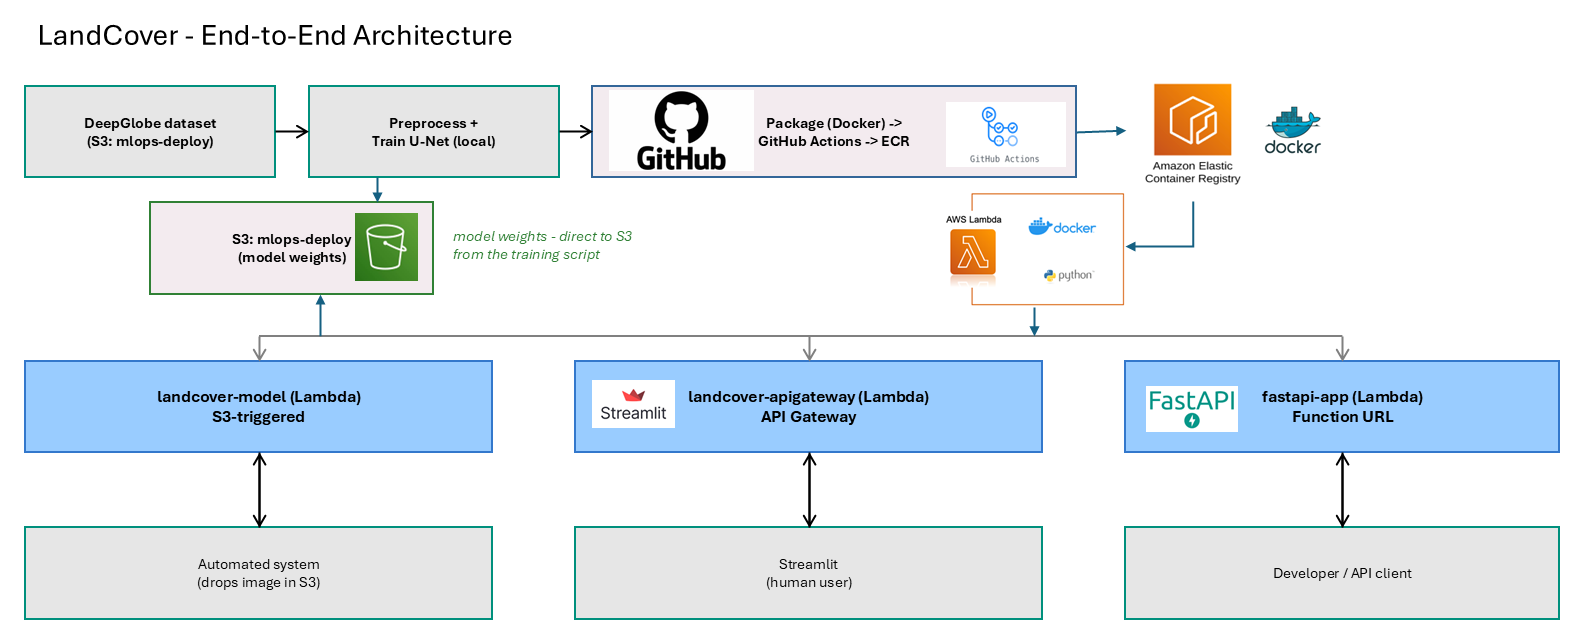 LandCover - End-to-End Architecture
DeepGlobe dataset
(S3: mlops-deploy)
Preprocess +
Train U-Net (local)
GitHub
Package (Docker) ->
GitHub Actions -> ECR
GitHub Actions
Amazon Elastic
Container Registry
docker
S3: mlops-deploy
(model weights)
model weights - direct to S3
from the training script
AWS Lambda
docker
python
landcover-model (Lambda)
S3-triggered
Streamlit
landcover-apigateway (Lambda)
API Gateway
FastAPI
fastapi-app (Lambda)
Function URL
Automated system
(drops image in S3)
Streamlit
(human user)
Developer / API client